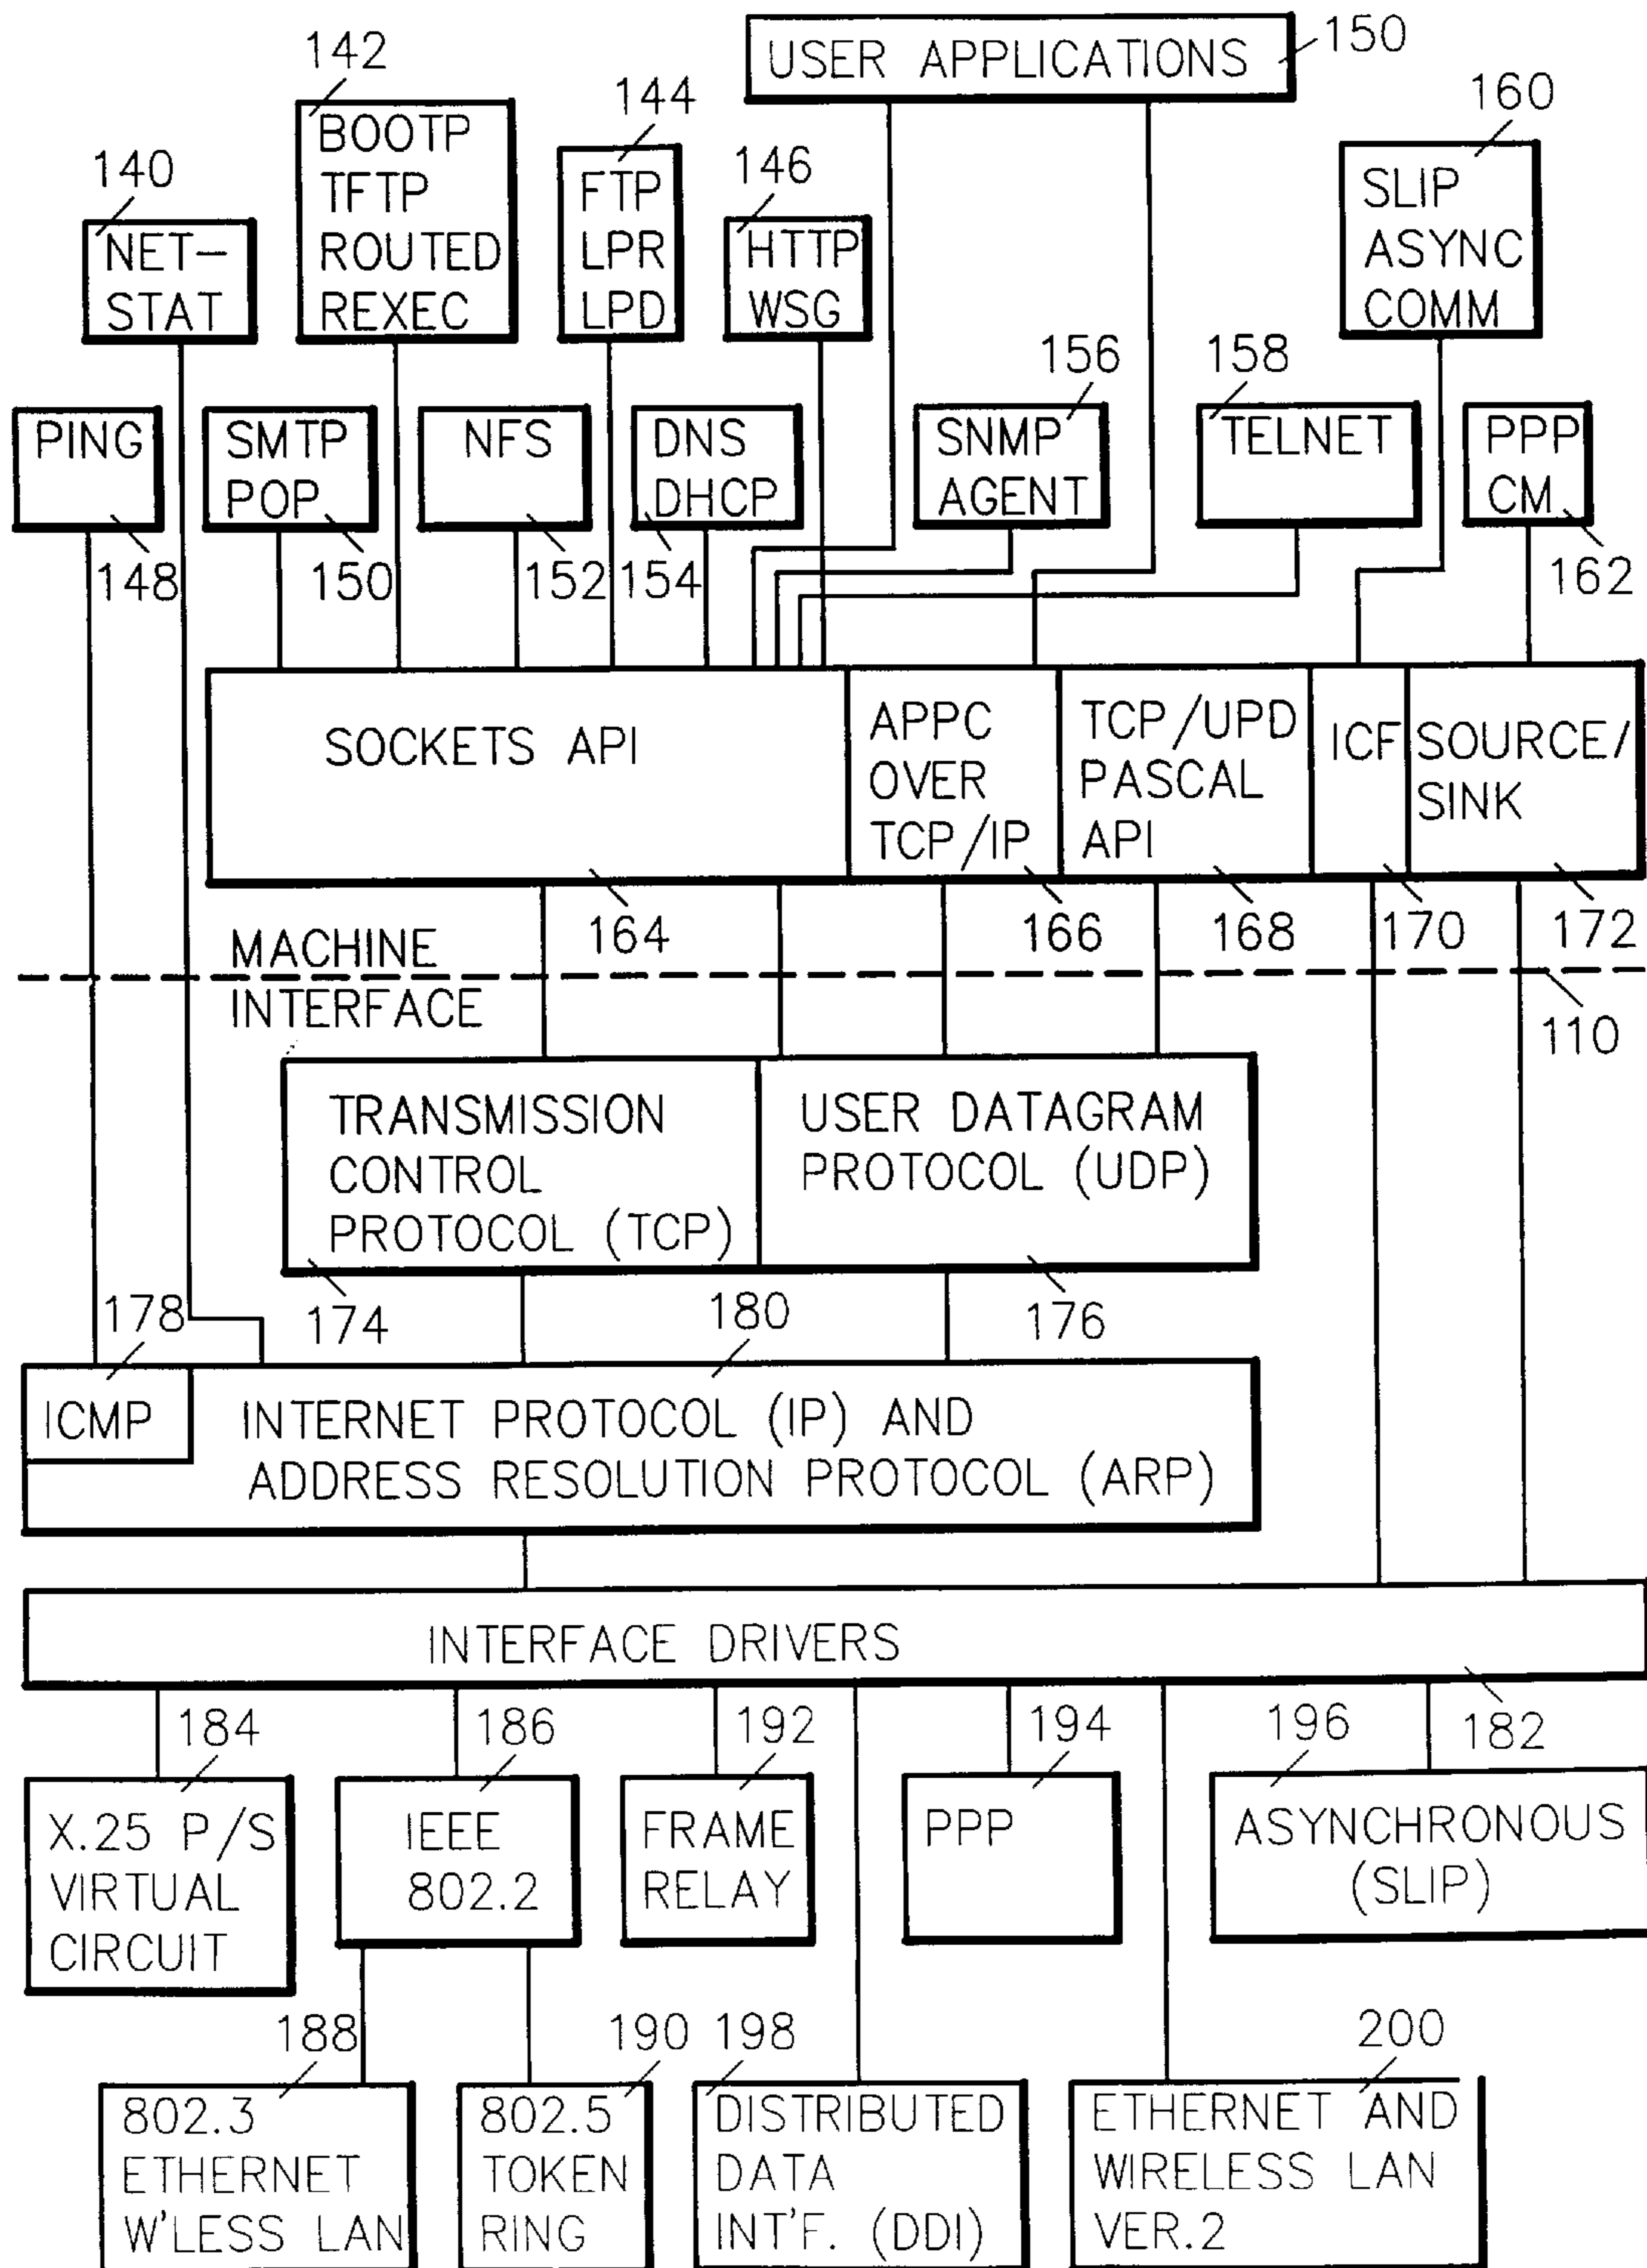 USER APPLICATIONS
150
142
BOOTP
TFTP
ROUTED
REXEC
144
FTP
LPR
LPD
160
SLIP
ASYNC
COMM
140
NET-
STAT
146
HTTP
WSG
156
SNMP
AGENT
158
TELNET
PING
148
SMTP
POP
150
NFS
152
DNS
DHCP
154
PPP
CM
162
SOCKETS API
164
APPC
OVER
TCP/IP
166
TCP/UPD
PASCAL
API
168
ICF
170
SOURCE/
SINK
172
MACHINE
INTERFACE
110
TRANSMISSION
CONTROL
PROTOCOL (TCP)
174
USER DATAGRAM
PROTOCOL (UDP)
176
178
180
ICMP
INTERNET PROTOCOL (IP) AND
ADDRESS RESOLUTION PROTOCOL (ARP)
INTERFACE DRIVERS
182
184
X.25 P/S
VIRTUAL
CIRCUIT
186
IEEE
802.2
192
FRAME
RELAY
194
PPP
196
ASYNCHRONOUS
(SLIP)
188
802.3
ETHERNET
W'LESS LAN
190
802.5
TOKEN
RING
198
DISTRIBUTED
DATA
INT'F. (DDI)
200
ETHERNET AND
WIRELESS LAN
VER.2